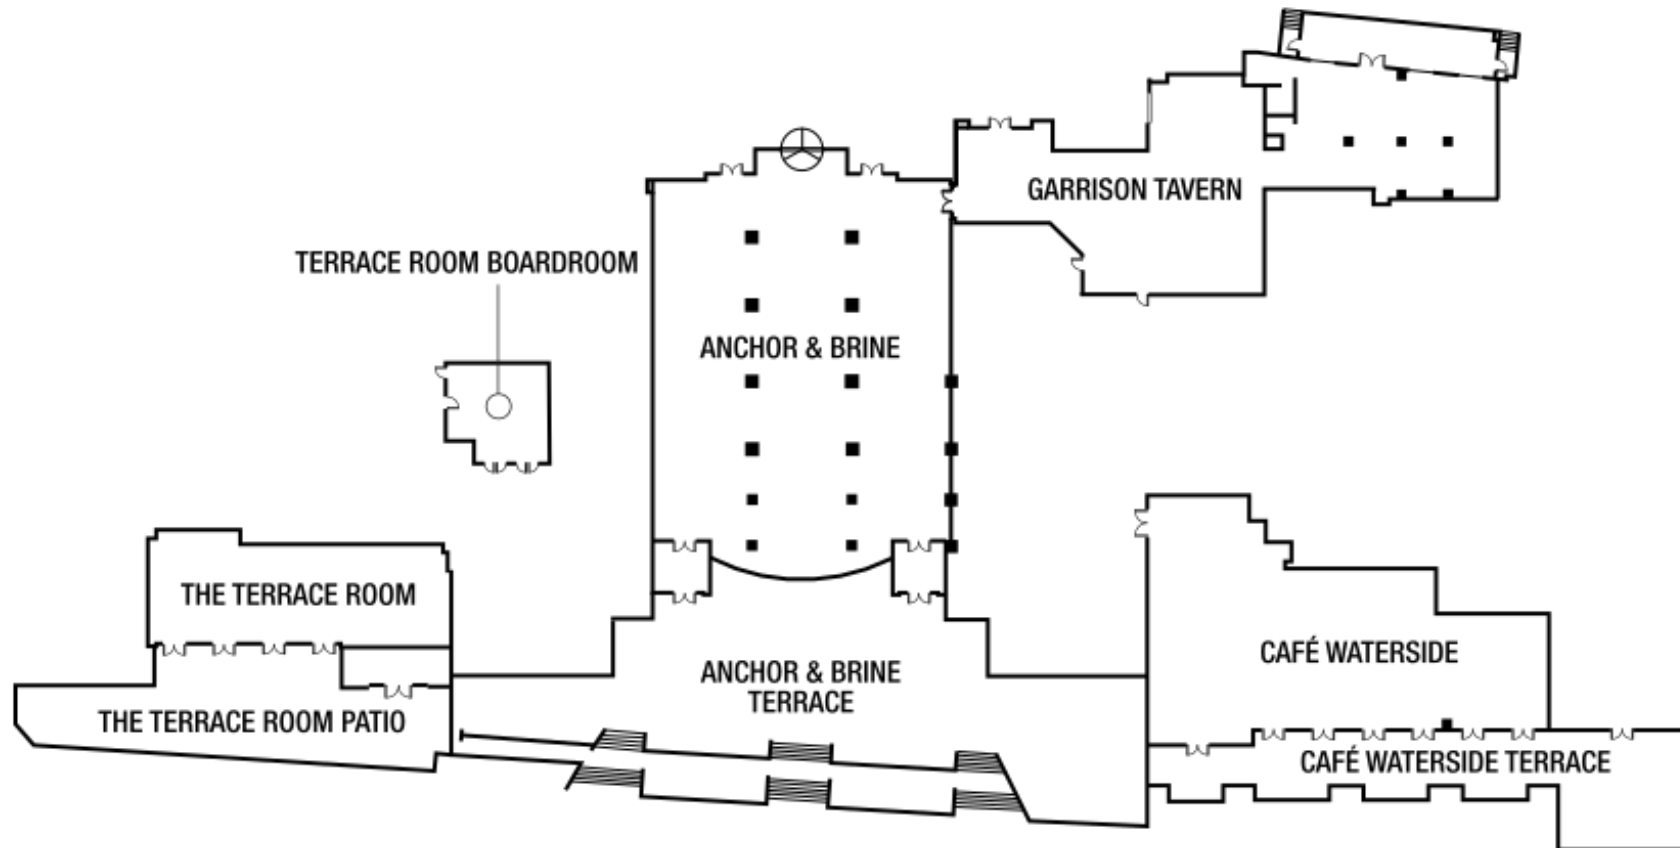 GARRISON TAVERN
TERRACE ROOM BOARDROOM
ANCHOR & BRINE
THE TERRACE ROOM
CAFÉ WATERSIDE
ANCHOR & BRINE
TERRACE
THE TERRACE ROOM PATIO
CAFÉ WATERSIDE TERRACE